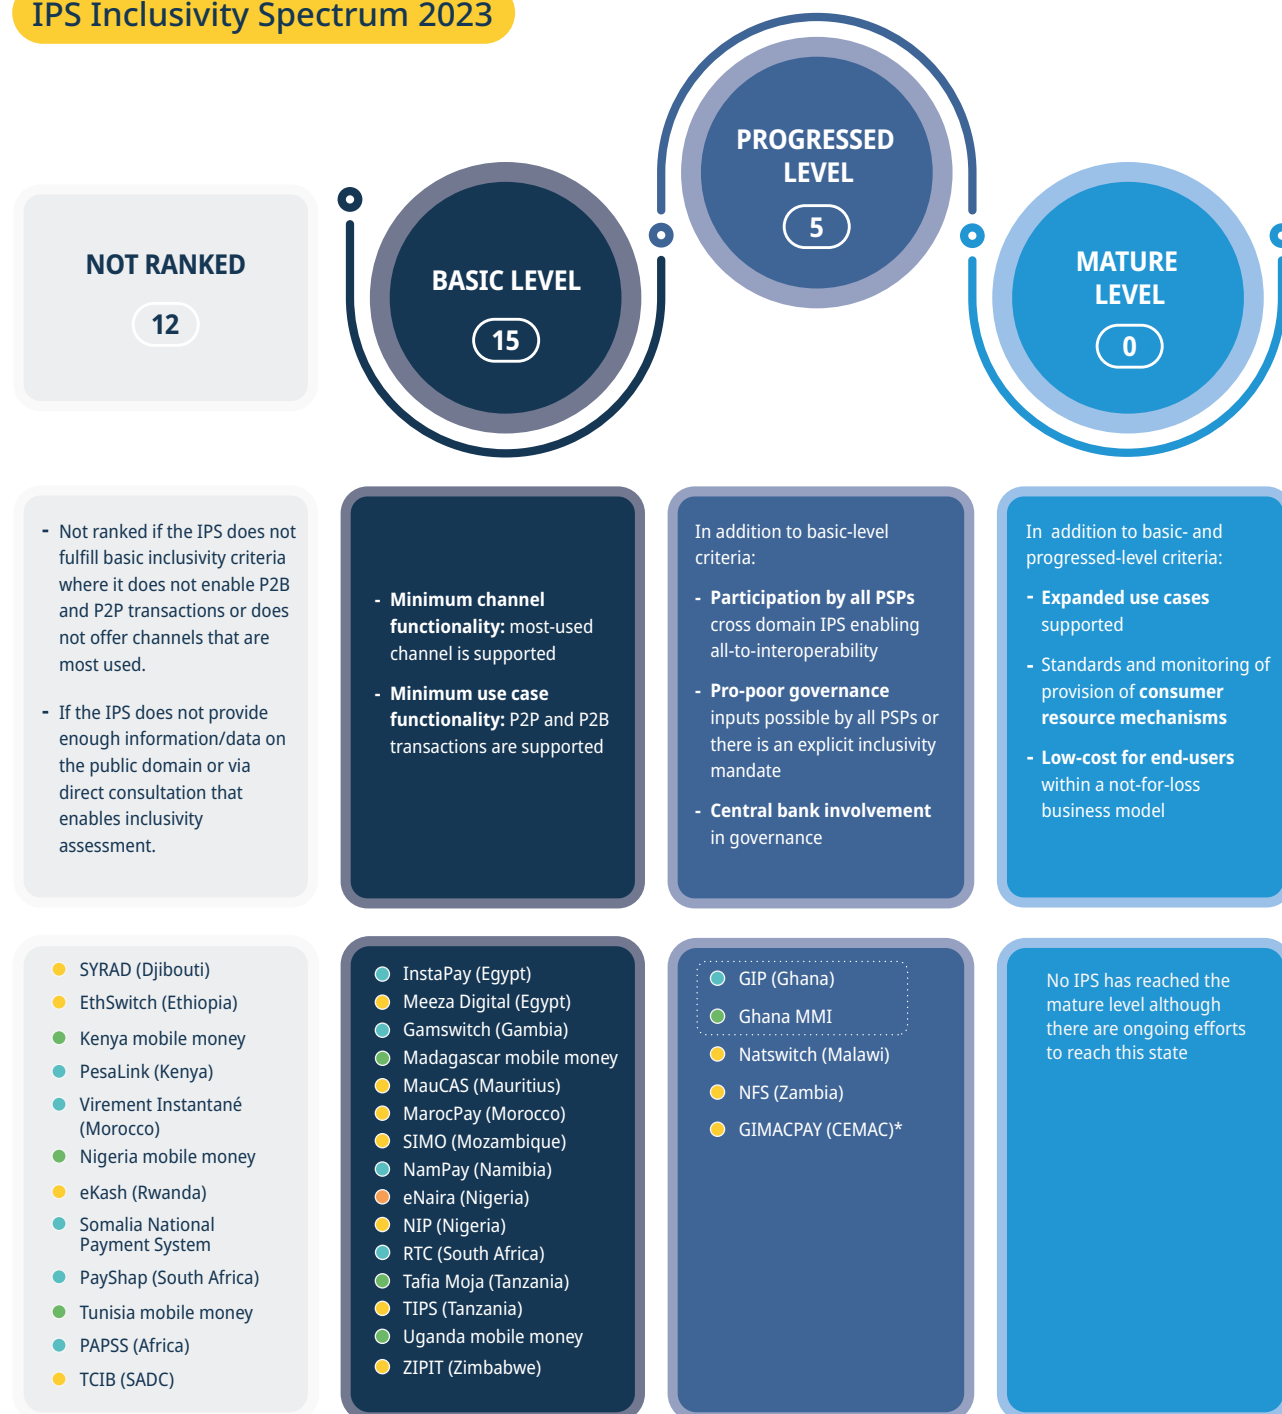 IPS Inclusivity Spectrum 2023
NOT RANKED
12
BASIC LEVEL
15
PROGRESSED
LEVEL
5
MATURE
LEVEL
0
- Not ranked if the IPS does not
fulfill basic inclusivity criteria
where it does not enable P2B
and P2P transactions or does
not offer channels that are
most used.
- If the IPS does not provide
enough information/data on
the public domain or via
direct consultation that
enables inclusivity
assessment.
- Minimum channel
functionality: most-used
channel is supported
- Minimum use case
functionality: P2P and P2B
transactions are supported
In addition to basic-level
criteria:
- Participation by all PSPs
cross domain IPS enabling
all-to-interoperability
- Pro-poor governance
inputs possible by all PSPs or
there is an explicit inclusivity
mandate
- Central bank involvement
in governance
In addition to basic- and
progressed-level criteria:
- Expanded use cases
supported
- Standards and monitoring of
provision of consumer
resource mechanisms
- Low-cost for end-users
within a not-for-loss
business model
SYRAD (Djibouti)
EthSwitch (Ethiopia)
Kenya mobile money
PesaLink (Kenya)
Virement Instantané
(Morocco)
Nigeria mobile money
eKash (Rwanda)
Somalia National
Payment System
PayShap (South Africa)
Tunisia mobile money
PAPSS (Africa)
TCIB (SADC)
InstaPay (Egypt)
Meeza Digital (Egypt)
Gamswitch (Gambia)
Madagascar mobile money
MauCAS (Mauritius)
MarocPay (Morocco)
SIMO (Mozambique)
NamPay (Namibia)
eNaira (Nigeria)
NIP (Nigeria)
RTC (South Africa)
Tafia Moja (Tanzania)
TIPS (Tanzania)
Uganda mobile money
ZIPIT (Zimbabwe)
GIP (Ghana)
Ghana MMI
Natswitch (Malawi)
NFS (Zambia)
GIMACPAY (CEMAC)*
No IPS has reached the
mature level although
there are ongoing efforts
to reach this state